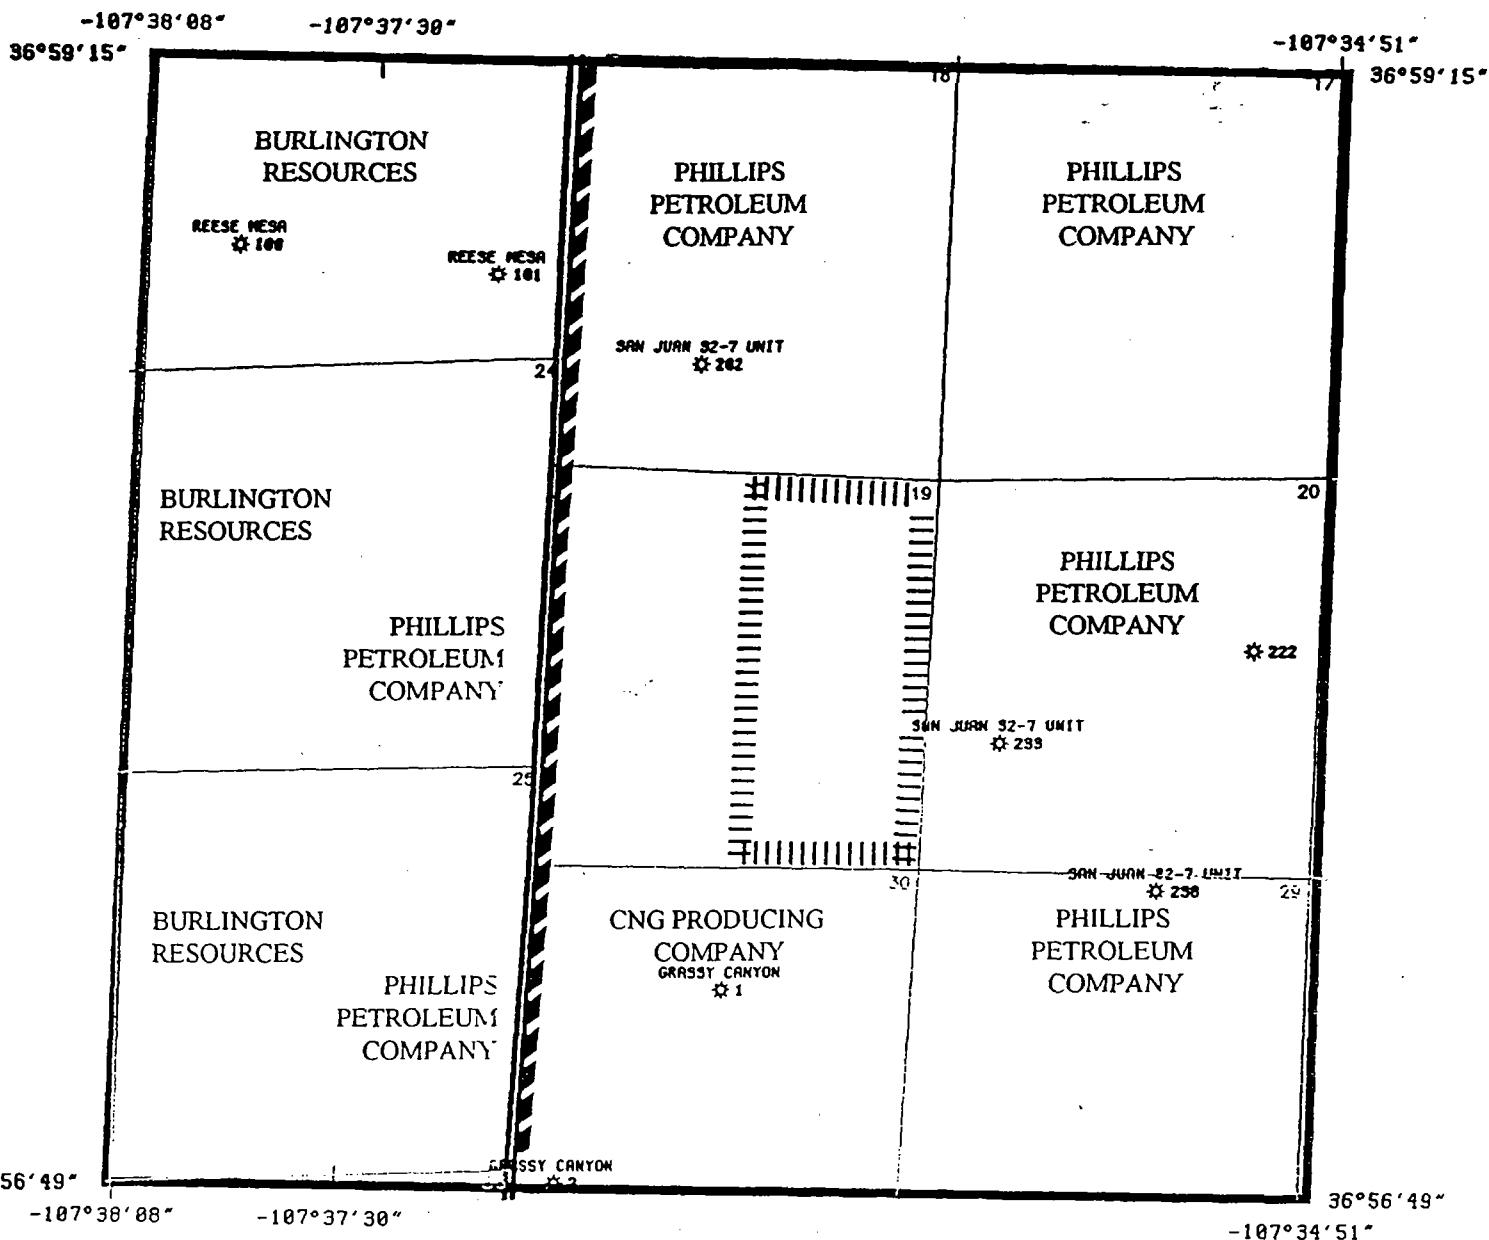 -107°38'08"
-107°37'30"
-107°34'51"
36°59'15"
36°59'15"
18
17
BURLINGTON
RESOURCES
PHILLIPS
PETROLEUM
COMPANY
PHILLIPS
PETROLEUM
COMPANY
REESE MESA
REESE MESA
101
SAN JUAN 32-7 UNIT
202
24
BURLINGTON
RESOURCES
19
20
PHILLIPS
PETROLEUM
COMPANY
PHILLIPS
PETROLEUM
COMPANY
222
SAN JUAN 32-7 UNIT
233
25
30
SAN JUAN 32-7 UNIT
29
BURLINGTON
RESOURCES
CNG PRODUCING
COMPANY
GRASSY CANYON
1
PHILLIPS
PETROLEUM
COMPANY
PHILLIPS
PETROLEUM
COMPANY
GRASSY CANYON
2
56'49"
36°56'49"
-107°38'08"
-107°37'30"
-107°34'51"